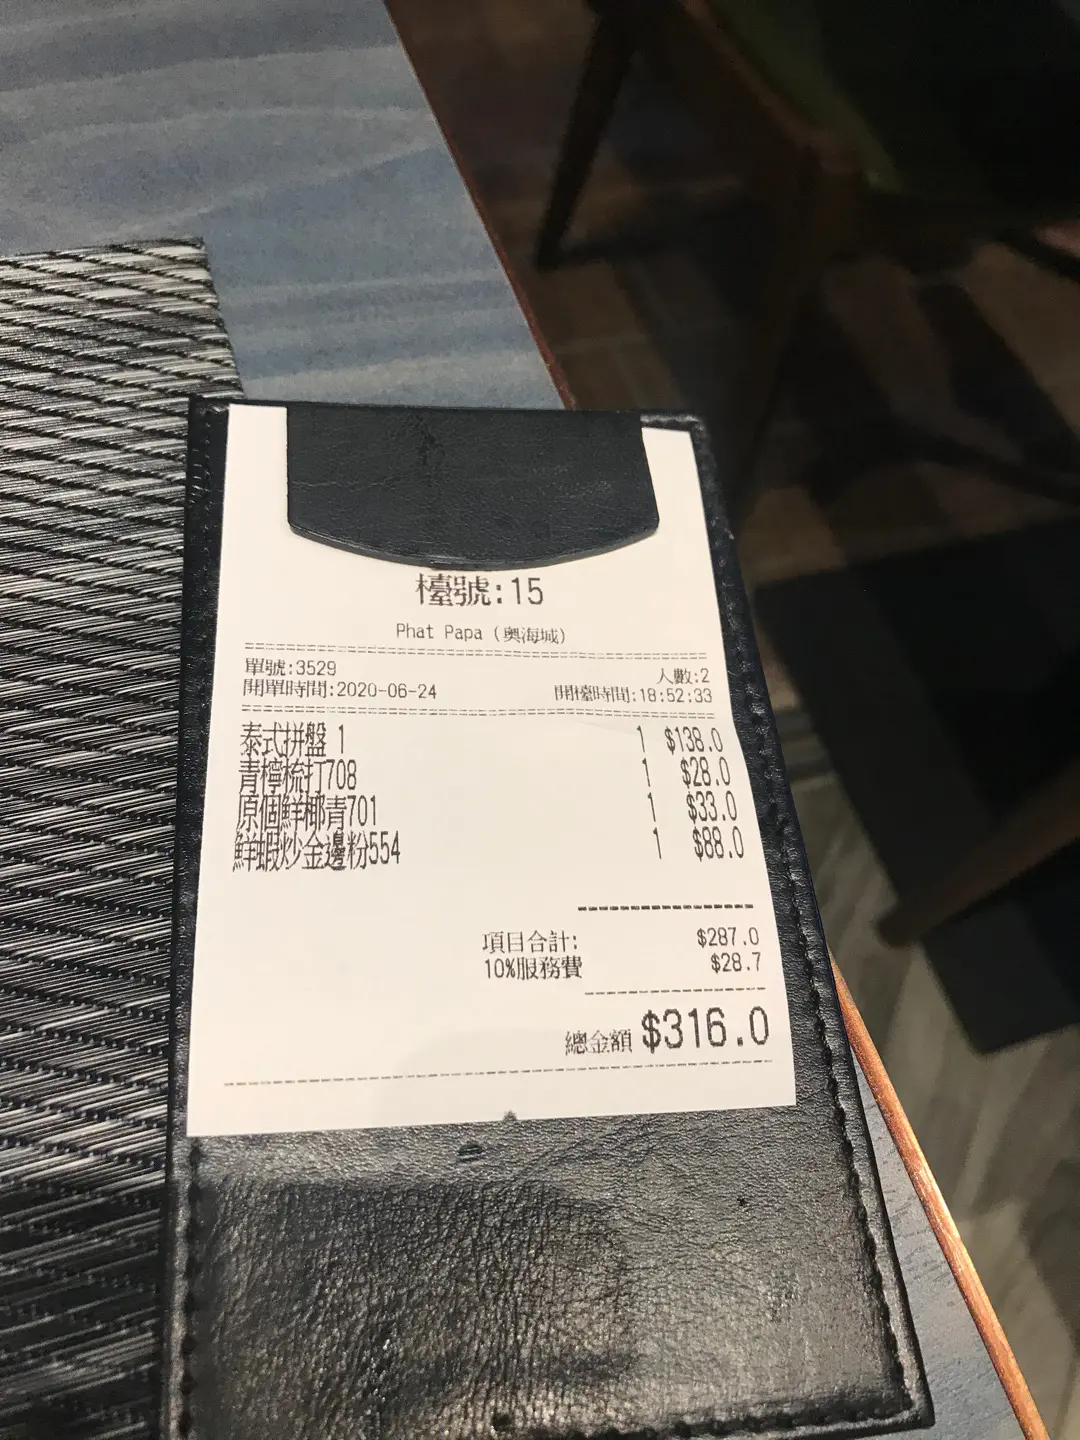 檯號:15
Phat Papa (奧海城)
單號:3529 人數:2
開單時間:2020-06-24 開檯時間:18:52:33
泰式拼盤 1 1 $138.0
青檸梳打708 1 $28.0
原個鮮椰青701 1 $33.0
鮮蝦炒金邊粉554 1 $88.0
項目合計: $287.0
10%服務費 $28.7
總金額 $316.0